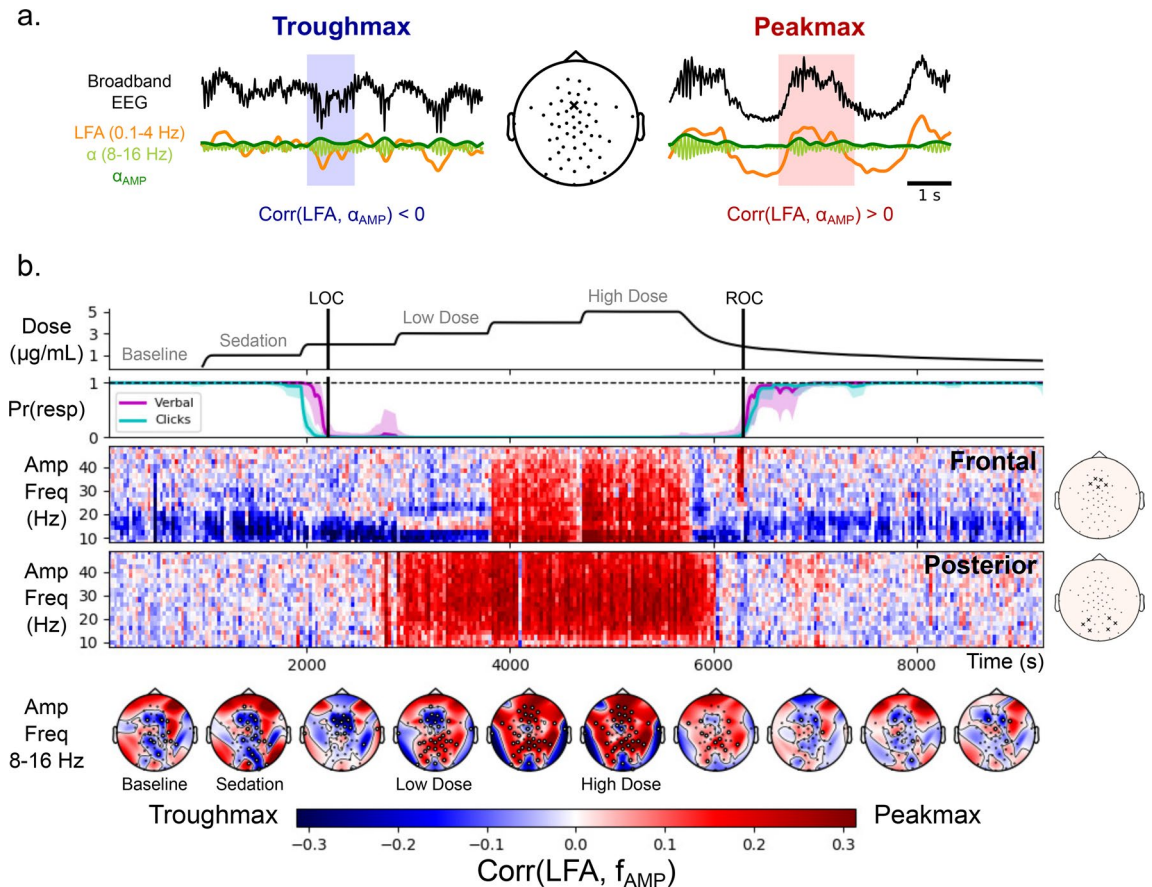 a.
Troughmax
Peakmax
Broadband
EEG
LFA (0.1-4 Hz)
α (8-16 Hz)
αAMP
1 s
Corr(LFA, αAMP) < 0
Corr(LFA, αAMP) > 0
b.
LOC
High Dose
ROC
Dose
(µg/mL)
5
3
1
Low Dose
Sedation
Baseline
Pr(resp)
1
0
Verbal
Clicks
Amp
Freq
(Hz)
40
30
20
10
Frontal
Amp
Freq
(Hz)
40
30
20
10
Posterior
2000 4000 6000 8000 Time (s)
Amp
Freq
8-16 Hz
Baseline Sedation Low Dose High Dose
Troughmax Peakmax
−0.3 −0.2 −0.1 0.0 0.1 0.2 0.3
Corr(LFA, fAMP)